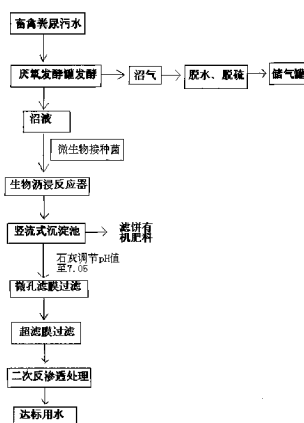 畜禽粪尿污水
厌氧发酵罐发酵
沼气
脱水、脱硫
储气罐
沼液
微生物接种菌
生物沥浸反应器
竖流式沉淀池
滤饼有
机肥料
石灰调节pH值
至7.05
微孔滤膜过滤
超滤膜过滤
二次反渗透处理
达标用水